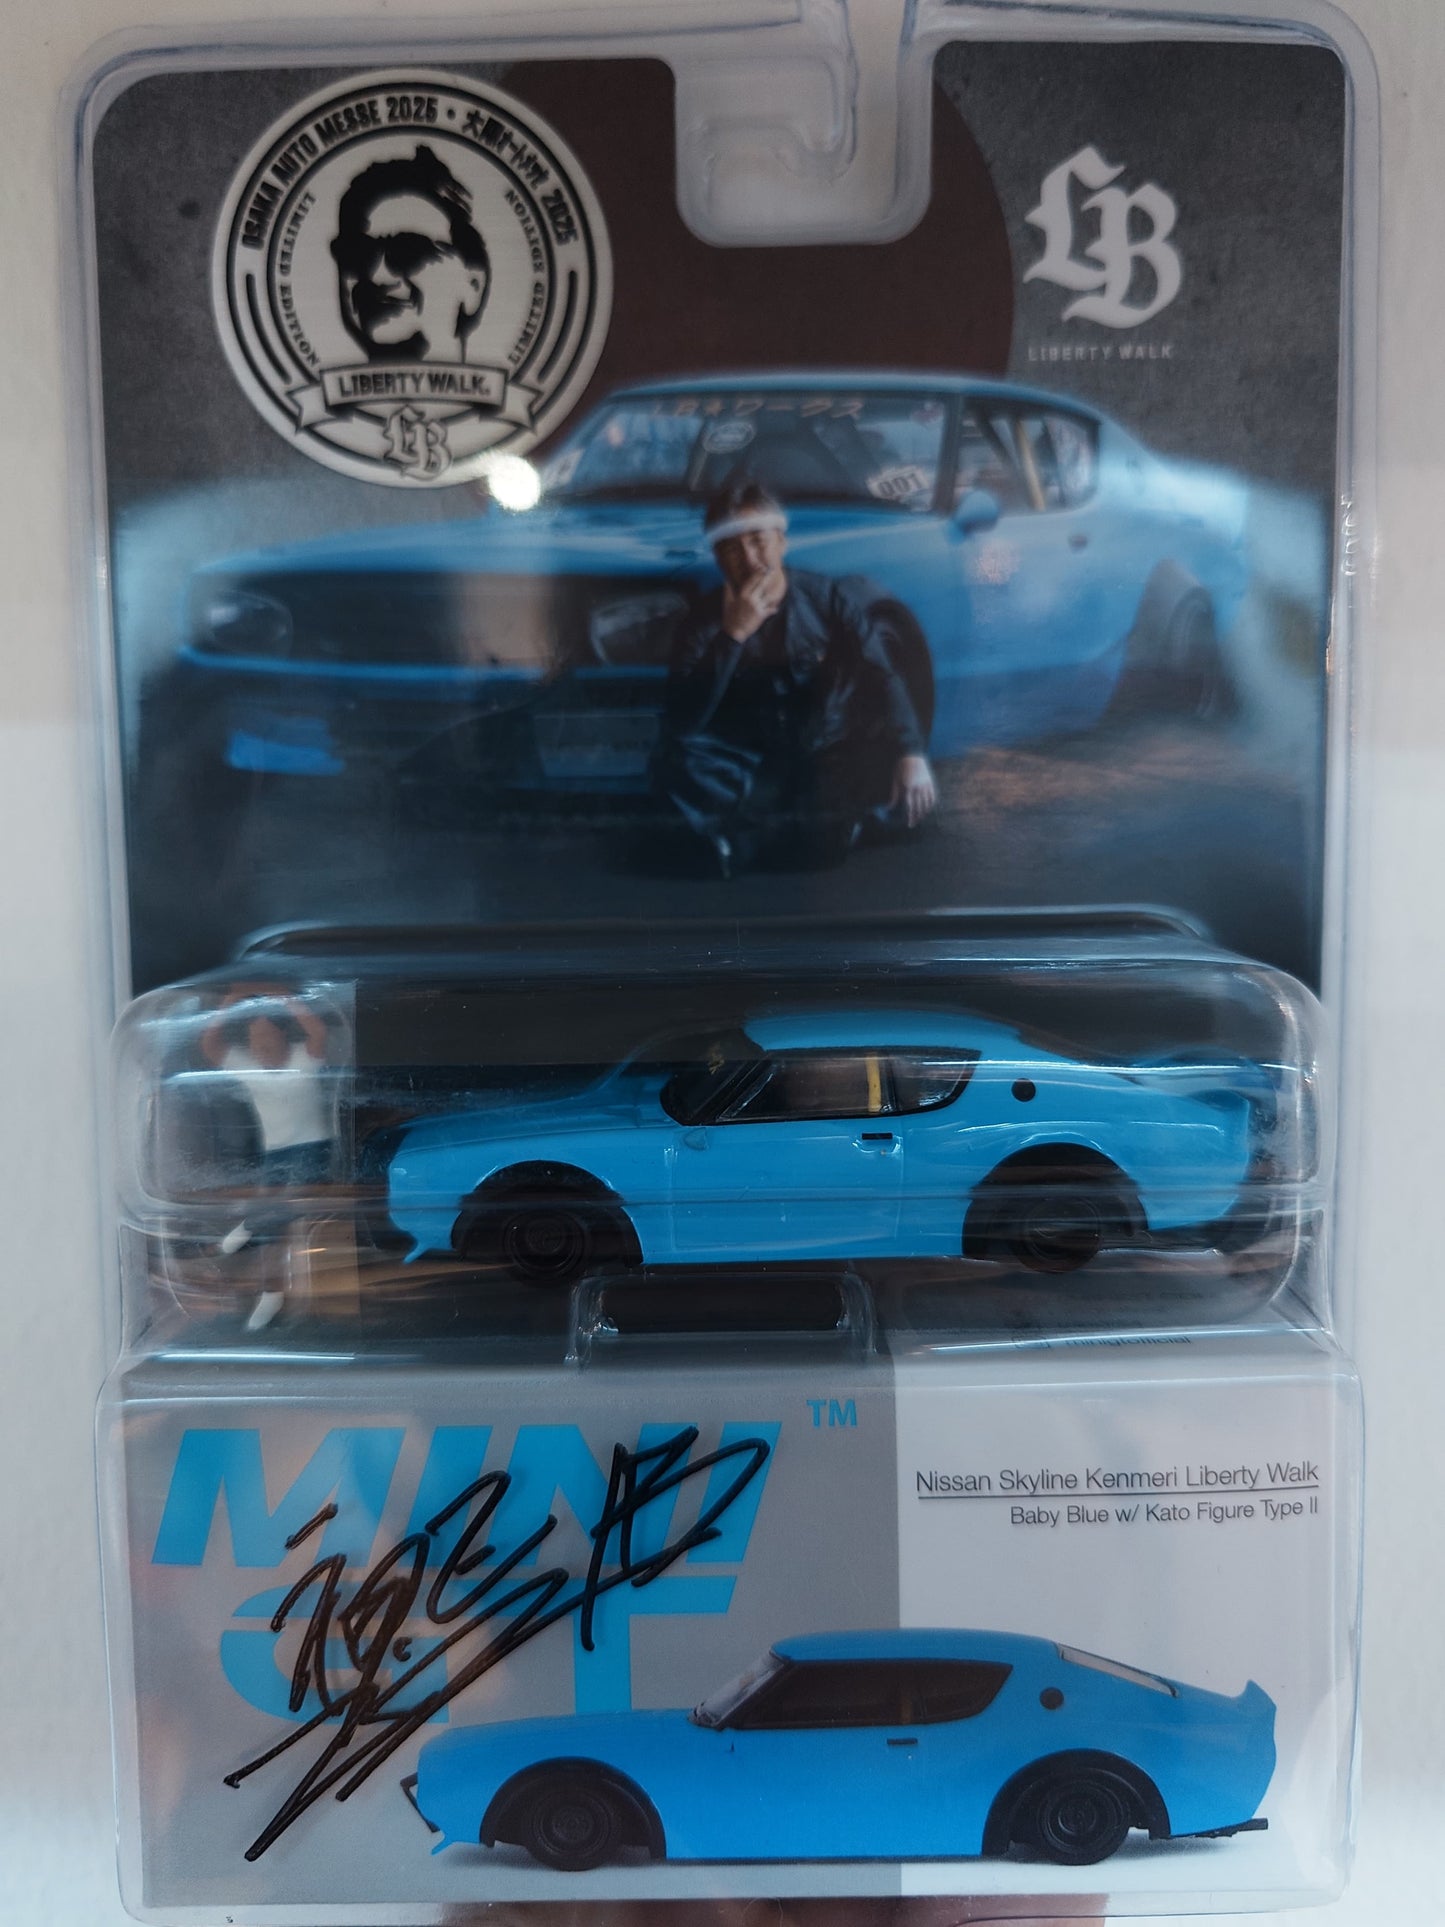 OSAKA AUTO MESSE 2025 • 大阪オートメッセ 2025
LIMITED EDITION
LIMITED EDITION
LIBERTY WALK.
LB
LB
LIBERTY WALK
LBワークス
001
MINI
GT
TM
Nissan Skyline Kenmeri Liberty Walk
Baby Blue w/ Kato Figure Type II